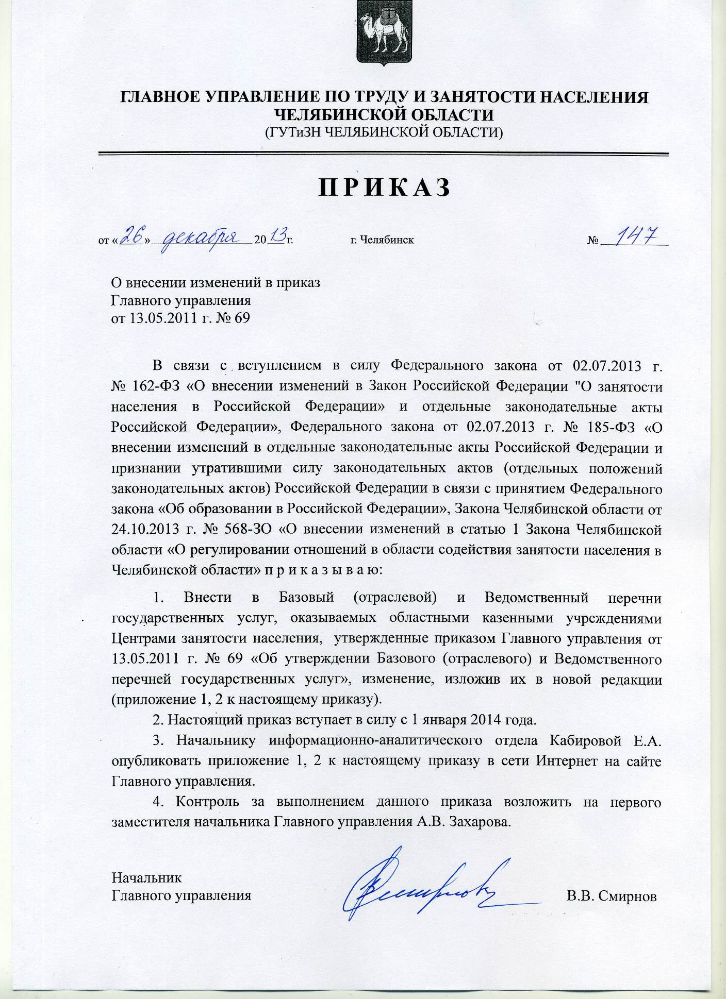 ГЛАВНОЕ УПРАВЛЕНИЕ ПО ТРУДУ И ЗАНЯТОСТИ НАСЕЛЕНИЯ
ЧЕЛЯБИНСКОЙ ОБЛАСТИ
(ГУТиЗН ЧЕЛЯБИНСКОЙ ОБЛАСТИ)
ПРИКАЗ
от «26» декабря 2013 г. г. Челябинск № 147
О внесении изменений в приказ
Главного управления
от 13.05.2011 г. № 69
В связи с вступлением в силу Федерального закона от 02.07.2013 г.
№ 162-ФЗ «О внесении изменений в Закон Российской Федерации "О занятости
населения в Российской Федерации» и отдельные законодательные акты
Российской Федерации», Федерального закона от 02.07.2013 г. № 185-ФЗ «О
внесении изменений в отдельные законодательные акты Российской Федерации и
признании утратившими силу законодательных актов (отдельных положений
законодательных актов) Российской Федерации в связи с принятием Федерального
закона «Об образовании в Российской Федерации», Закона Челябинской области от
24.10.2013 г. № 568-ЗО «О внесении изменений в статью 1 Закона Челябинской
области «О регулировании отношений в области содействия занятости населения в
Челябинской области» п р и к а з ы в а ю:
1. Внести в Базовый (отраслевой) и Ведомственный перечни
государственных услуг, оказываемых областными казенными учреждениями
Центрами занятости населения, утвержденные приказом Главного управления от
13.05.2011 г. № 69 «Об утверждении Базового (отраслевого) и Ведомственного
перечней государственных услуг», изменение, изложив их в новой редакции
(приложение 1, 2 к настоящему приказу).
2. Настоящий приказ вступает в силу с 1 января 2014 года.
3. Начальнику информационно-аналитического отдела Кабировой Е.А.
опубликовать приложение 1, 2 к настоящему приказу в сети Интернет на сайте
Главного управления.
4. Контроль за выполнением данного приказа возложить на первого
заместителя начальника Главного управления А.В. Захарова.
Начальник
Главного управления В.В. Смирнов